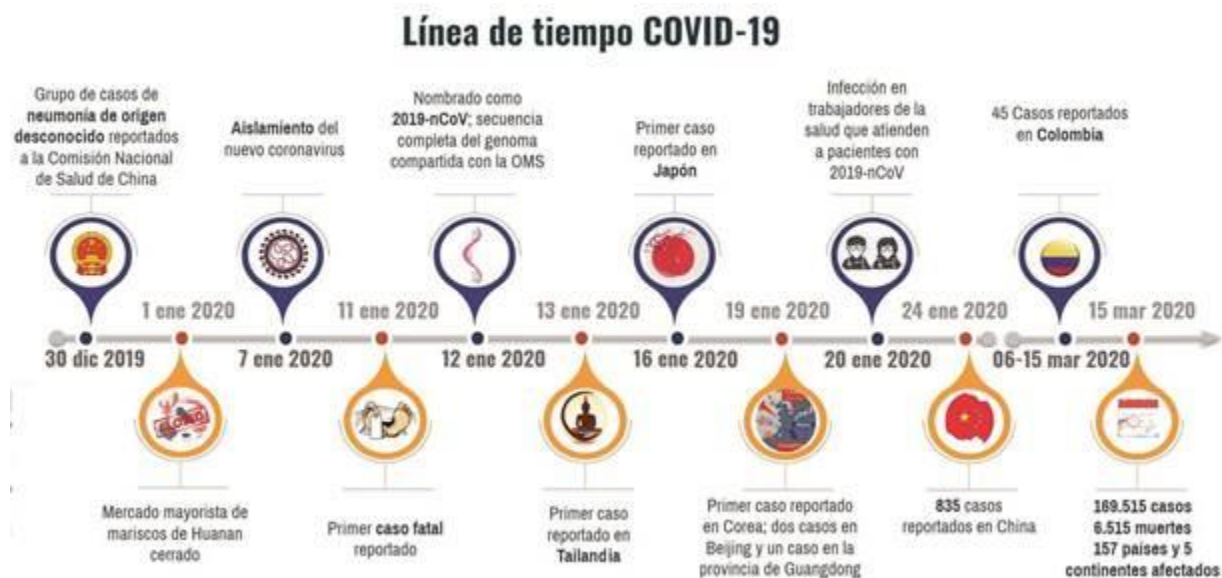 Línea de tiempo COVID-19
Grupo de casos de
neumonía de origen
desconocido reportados
a la Comisión Nacional
de Salud de China
Aislamiento del
nuevo coronavirus
Nombrado como
2019-nCoV; secuencia
completa del genoma
compartida con la OMS
Primer caso
reportado en
Japón
Infección en
trabajadores de la
salud que atienden
a pacientes con
2019-nCoV
45 Casos reportados
en Colombia
1 ene 2020
11 ene 2020
13 ene 2020
19 ene 2020
24 ene 2020
15 mar 2020
30 dic 2019
7 ene 2020
12 ene 2020
16 ene 2020
20 ene 2020
06-15 mar 2020
Mercado mayorista de
mariscos de Huanan
cerrado
Primer caso fatal
reportado
Primer caso
reportado en
Tailandia
Primer caso reportado
en Corea; dos casos en
Beijing y un caso en la
provincia de Guangdong
835 casos
reportados en China
169.515 casos
6.515 muertes
157 países y 5
continentes afectados